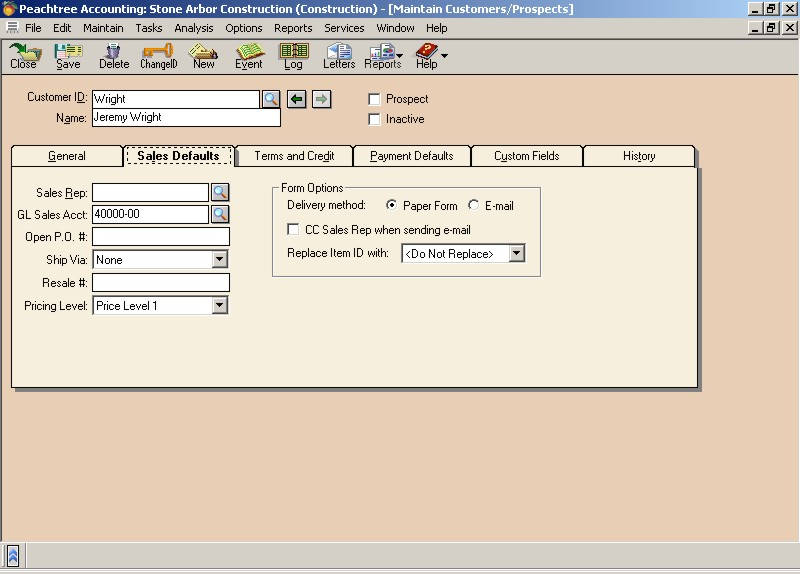 Peachtree Accounting: Stone Arbor Construction (Construction) - [Maintain Customers/Prospects]
File Edit Maintain Tasks Analysis Options Reports Services Window Help
Close Save Delete ChangeID New Event Log Letters Reports Help
Customer ID: Wright Prospect
Name: Jeremy Wright Inactive
General Sales Defaults Terms and Credit Payment Defaults Custom Fields History
Sales Rep:
GL Sales Acct: 40000-00
Open P.O. #:
Ship Via: None
Resale #:
Pricing Level: Price Level 1
Form Options
Delivery method: Paper Form E-mail
CC Sales Rep when sending e-mail
Replace Item ID with: <Do Not Replace>